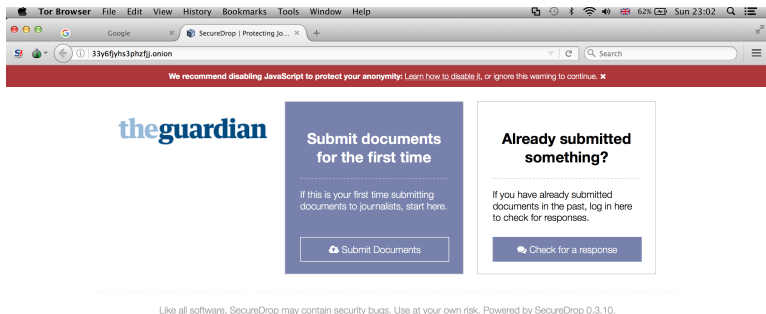 Tor Browser File Edit View History Bookmarks Tools Window Help 62% Sun 23:02
Google SecureDrop | Protecting Jo...
33y6fjyhs3phzfjj.onion Search
We recommend disabling JavaScript to protect your anonymity: Learn how to disable it, or ignore this warning to continue.
theguardian
Submit documents
for the first time
If this is your first time submitting
documents to journalists, start here.
Submit Documents
Already submitted
something?
If you have already submitted
documents in the past, log in here
to check for responses.
Check for a response
Like all software, SecureDrop may contain security bugs. Use at your own risk. Powered by SecureDrop 0.3.10.